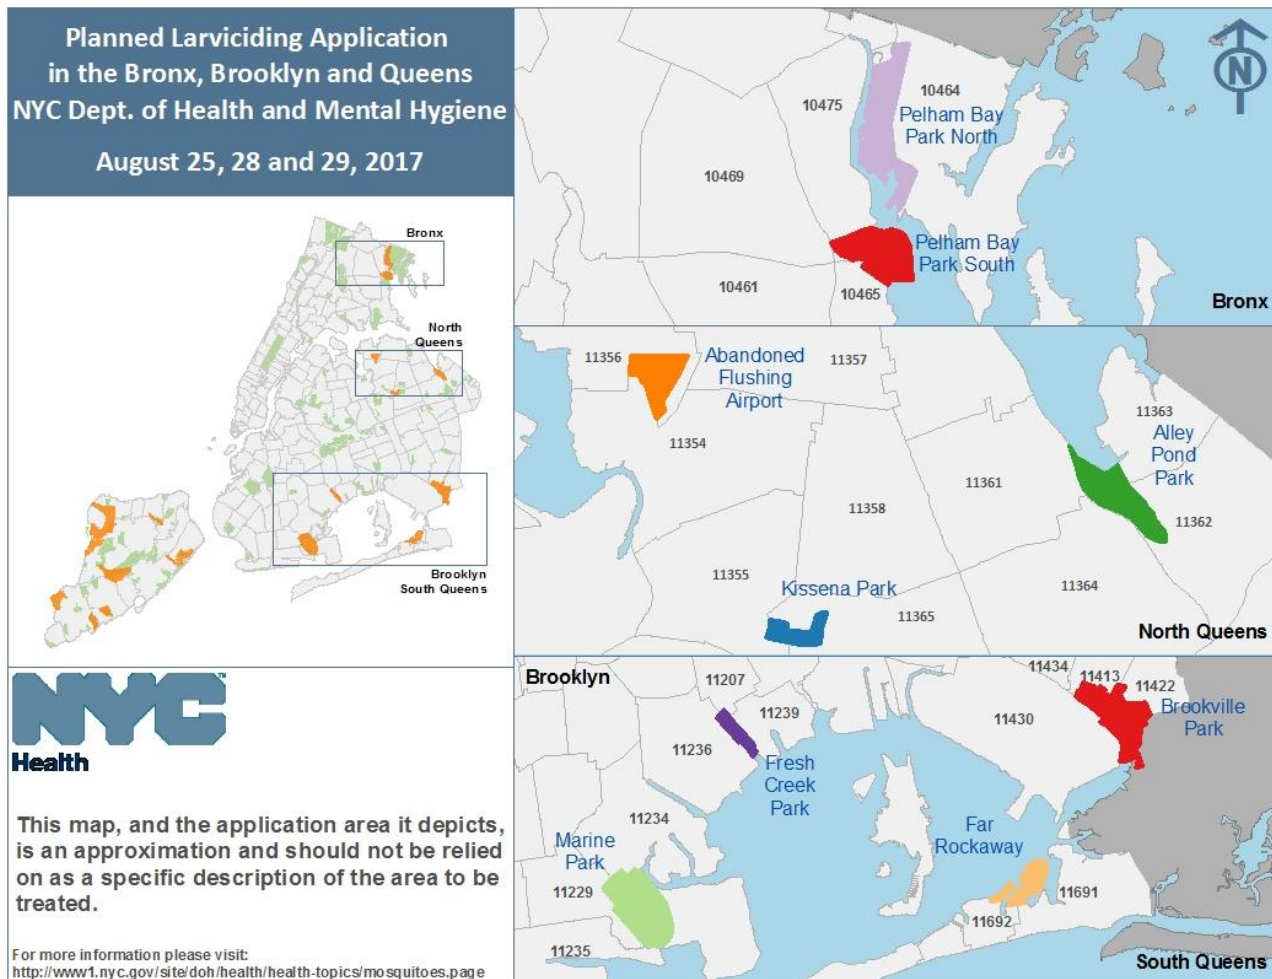 Planned Larviciding Application
in the Bronx, Brooklyn and Queens
NYC Dept. of Health and Mental Hygiene
August 25, 28 and 29, 2017
Bronx
North
Queens
Brooklyn
South Queens
NYC
Health
This map, and the application area it depicts,
is an approximation and should not be relied
on as a specific description of the area to be
treated.
For more information please visit:
http://www1.nyc.gov/site/doh/health/health-topics/mosquitoes.page
N
10464
10475
Pelham Bay
Park North
10469
Pelham Bay
Park South
10461
10465
Bronx
11356
Abandoned
Flushing
Airport
11357
11354
11363
Alley
Pond
Park
11361
11358
11362
11355
Kissena Park
11365
11364
North Queens
Brooklyn
11207
11239
11236
Fresh
Creek
Park
11234
Marine
Park
11229
11235
11434
11413
11422
11430
Brookville
Park
Far
Rockaway
11691
11692
South Queens